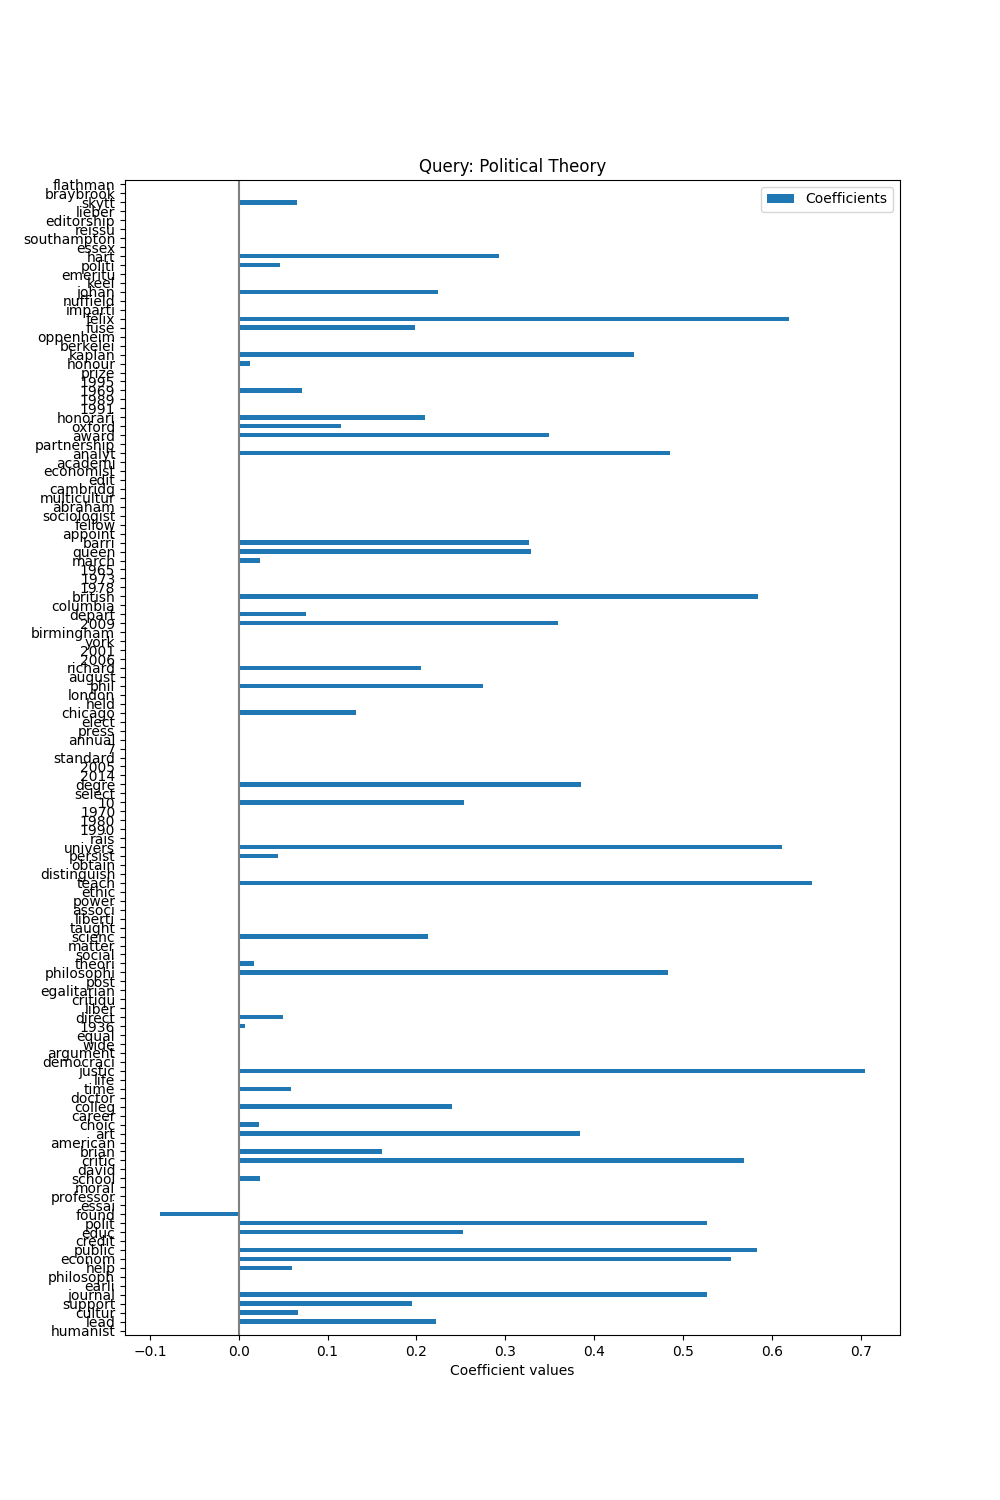 Query: Political Theory
Coefficients
flathman
braybrook
skytt
lieber
editorship
reissu
southampton
essex
hart
politi
emeritu
keef
johan
nuffield
imparti
felix
fuse
oppenheim
berkelei
kaplan
honour
prize
1995
1969
1989
1991
honorari
oxford
award
partnership
analyt
academi
economist
edit
cambridg
multicultur
abraham
sociologist
fellow
appoint
barri
queen
march
1965
1973
1978
british
columbia
depart
2009
birmingham
york
2001
2006
richard
august
phil
london
held
chicago
elect
press
annual
7
standard
2005
2014
degre
select
10
1970
1980
1990
rais
univers
persist
obtain
distinguish
teach
ethic
power
associ
liberti
taught
scienc
matter
social
theori
philosophi
post
egalitarian
critiqu
liber
direct
1936
equal
wide
argument
democraci
justic
life
time
doctor
colleg
career
choic
art
american
brian
critic
david
school
moral
professor
essai
found
polit
educ
credit
public
econom
help
philosoph
earli
journal
support
cultur
lead
humanist
−0.1 0.0 0.1 0.2 0.3 0.4 0.5 0.6 0.7
Coefficient values